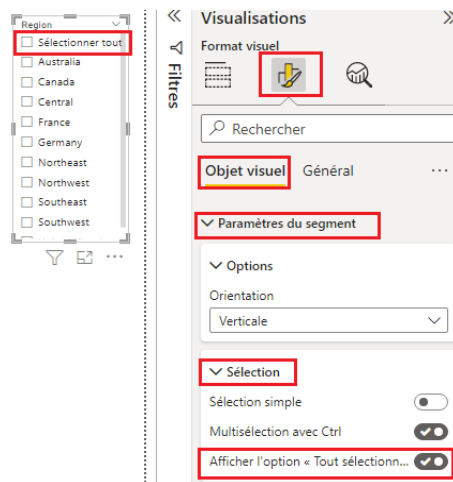 Region
Sélectionner tout
Australia
Canada
Central
France
Germany
Northeast
Northwest
Southeast
Southwest
Filtres
Visualisations
Format visuel
Rechercher
Objet visuel Général
Paramètres du segment
Options
Orientation
Verticale
Sélection
Sélection simple
Multisélection avec Ctrl
Afficher l'option « Tout sélectionn...